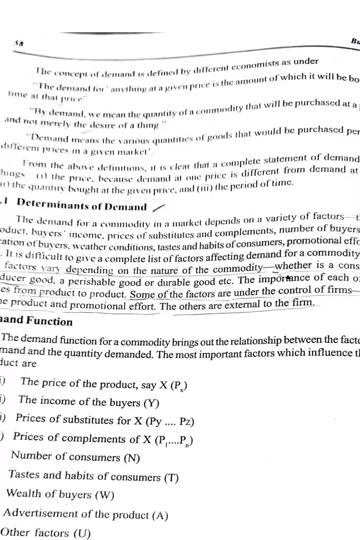 58
The concept of demand is defined by different economists as under
"The demand for' anything at a given price is the amount of which it will be bo
time at that price"
"By demand, we mean the quantity of a commodity that will be purchased at a
and not merely the desire of a thing "
"Demand means the various quantities of goods that would be purchased per
different prices in a given market'.
From the above definitions, it is clear that a complete statement of demand
hings (i) the price, because demand at one price is different from demand at
ii) the quantity bought at the given price, and (iii) the period of time.
.1 Determinants of Demand
The demand for a commodity in a market depends on a variety of factors—
oduct, buyers' income, prices of substitutes and complements, number of buyers
ation of buyers, weather conditions, tastes and habits of consumers, promotional effo
. It is difficult to give a complete list of factors affecting demand for a commodity
factors vary depending on the nature of the commodity—whether is a cons
ducer good, a perishable good or durable good etc. The importance of each o
es from product to product. Some of the factors are under the control of firms—
e product and promotional effort. The others are external to the firm.
and Function
The demand function for a commodity brings out the relationship between the facto
mand and the quantity demanded. The most important factors which influence t
duct are
i) The price of the product, say X (Px)
i) The income of the buyers (Y)
i) Prices of substitutes for X (Py .... Pz)
) Prices of complements of X (P1....Pn)
Number of consumers (N)
Tastes and habits of consumers (T)
Wealth of buyers (W)
Advertisement of the product (A)
Other factors (U)